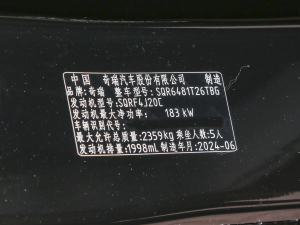 中国 奇瑞汽车股份有限公司 制造
品牌:奇瑞 整车型号:SQR6481T26TBG
发动机型号:SQRF4J20C
发动机最大净功率: 183 kW
车辆识别代号:
最大允许总质量:2359kg 乘坐人数:5人
发动机排量:1998mL 制造年月:2024-06